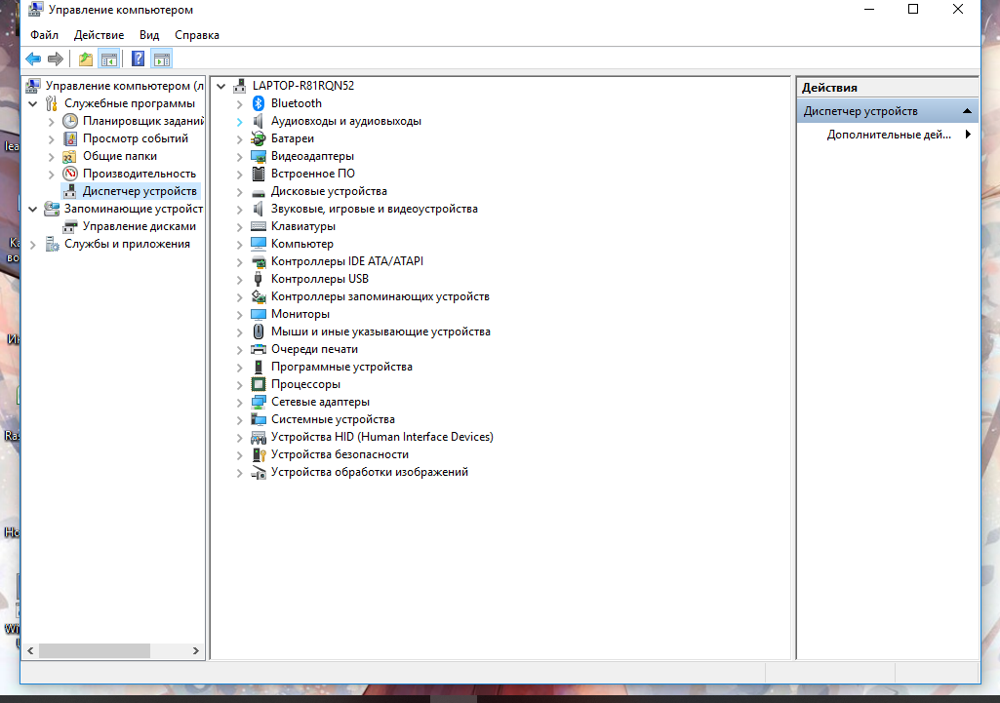 Управление компьютером
Файл Действие Вид Справка
Управление компьютером (л
Служебные программы
Планировщик заданий
Просмотр событий
Общие папки
Производительность
Диспетчер устройств
Запоминающие устройст
Управление дисками
Службы и приложения
LAPTOP-R81RQN52
Bluetooth
Аудиовходы и аудиовыходы
Батареи
Видеоадаптеры
Встроенное ПО
Дисковые устройства
Звуковые, игровые и видеоустройства
Клавиатуры
Компьютер
Контроллеры IDE ATA/ATAPI
Контроллеры USB
Контроллеры запоминающих устройств
Мониторы
Мыши и иные указывающие устройства
Очереди печати
Программные устройства
Процессоры
Сетевые адаптеры
Системные устройства
Устройства HID (Human Interface Devices)
Устройства безопасности
Устройства обработки изображений
Действия
Диспетчер устройств
Дополнительные дей...